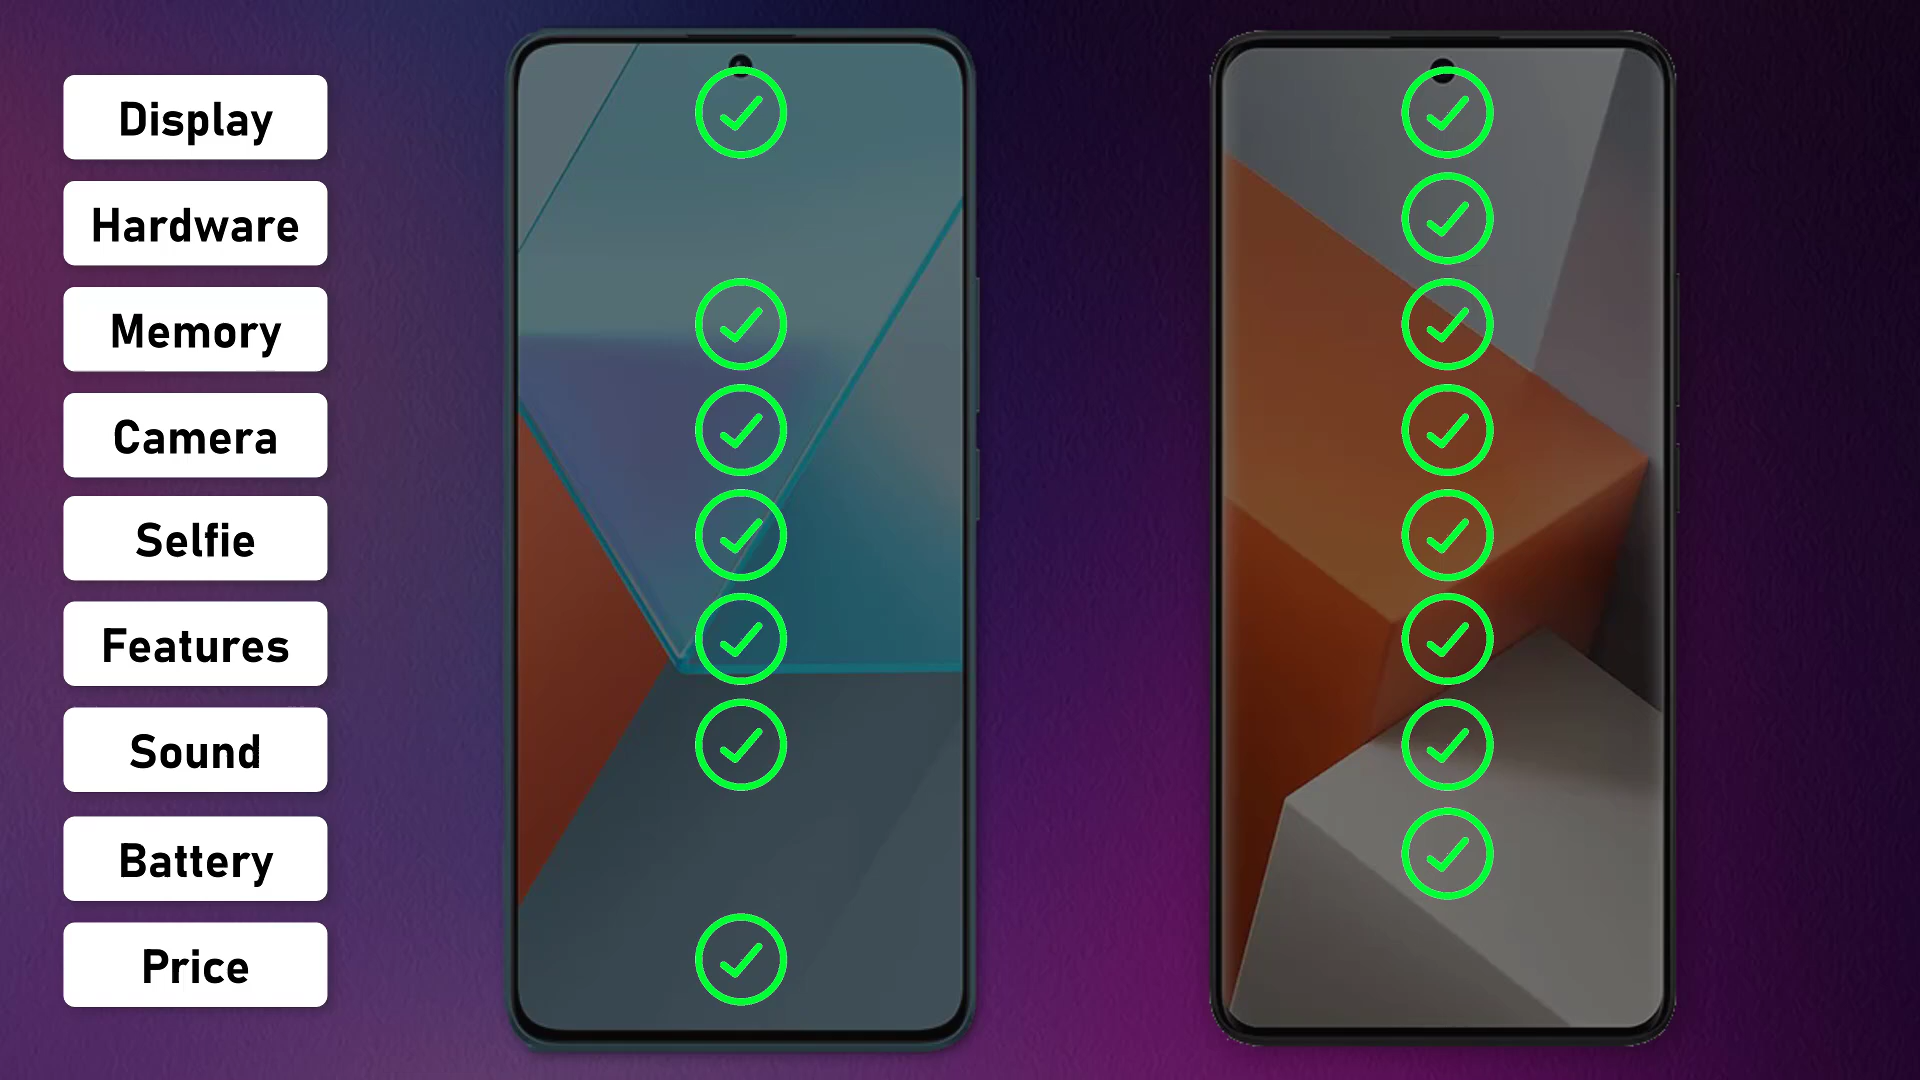 Display
Hardware
Memory
Camera
Selfie
Features
Sound
Battery
Price